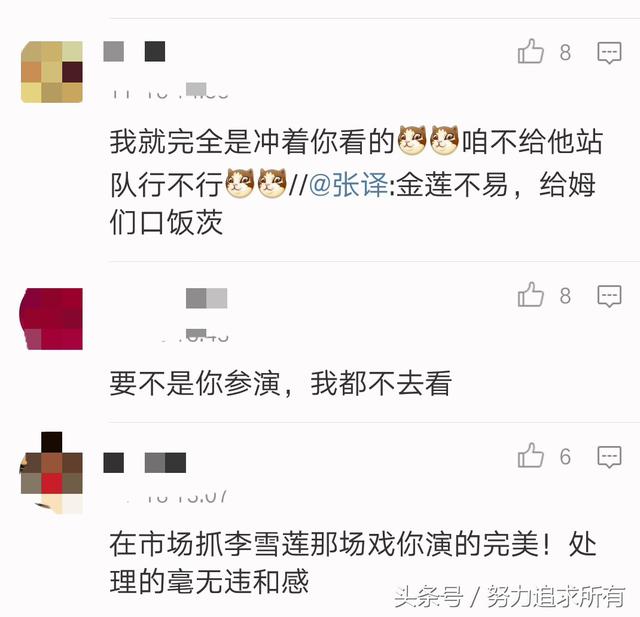 8
我就完全是冲着你看的咱不给他站
队行不行//@张译:金莲不易，给姆
们口饭茨
8
要不是你参演，我都不去看
6
在市场抓李雪莲那场戏你演的完美！处
理的毫无违和感
头条号 / 努力追求所有